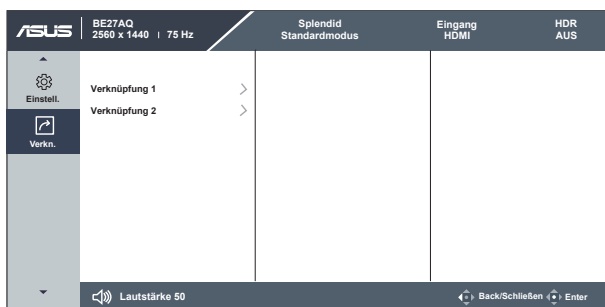 ASUS
BE27AQ
2560 x 1440 | 75 Hz
Splendid
Standardmodus
Eingang
HDMI
HDR
AUS
Einstell.
Verkn.
Verknüpfung 1
Verknüpfung 2
Lautstärke 50
Back/Schließen
Enter